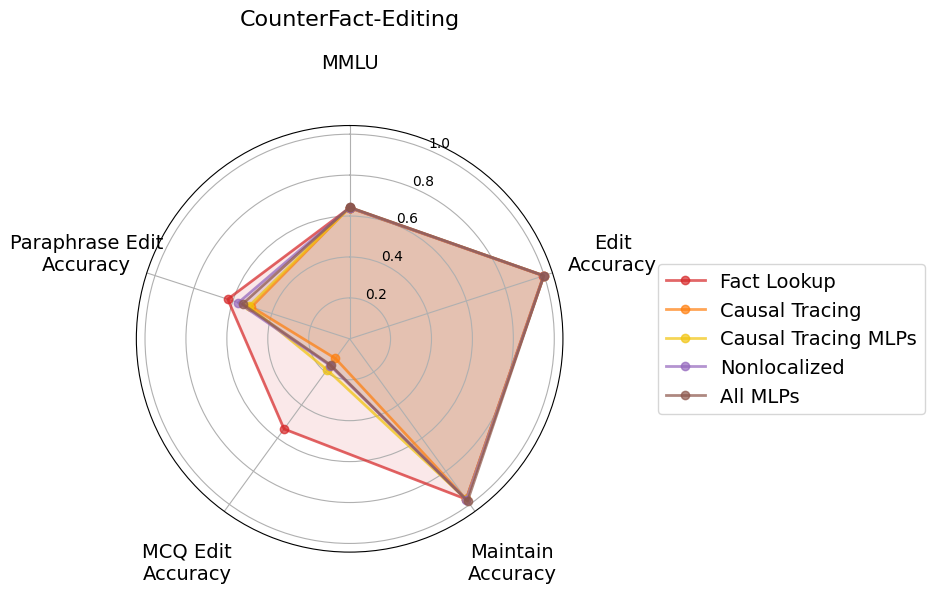 CounterFact-Editing
MMLU
1.0
0.8
0.6
0.4
0.2
Paraphrase Edit
Accuracy
Edit
Accuracy
MCQ Edit
Accuracy
Maintain
Accuracy
Fact Lookup
Causal Tracing
Causal Tracing MLPs
Nonlocalized
All MLPs